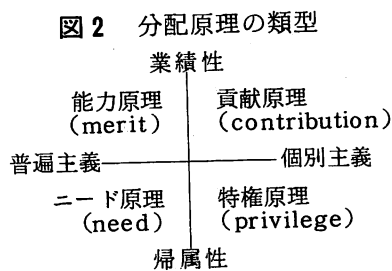 図2 分配原理の類型
業績性
能力原理
(merit)
貢献原理
(contribution)
普遍主義
個別主義
ニード原理
(need)
特権原理
(privilege)
帰属性